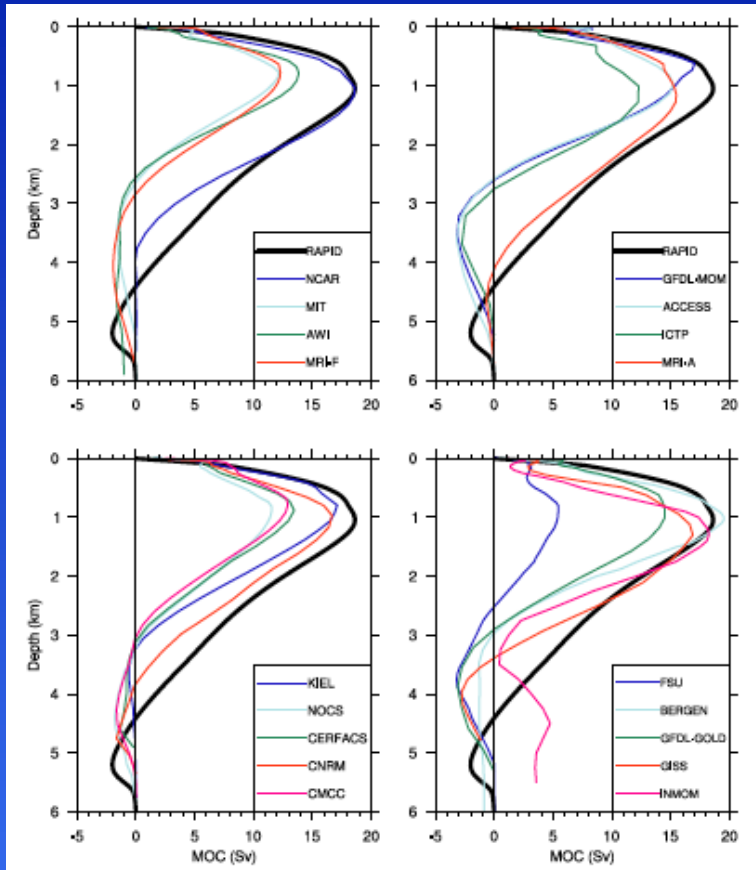 0
1
2
3
4
5
6
Depth (km)
-5 0 5 10 15 20
RAPID
NCAR
MIT
AWI
MRI-F
0
1
2
3
4
5
6
-5 0 5 10 15 20
RAPID
GFDL-MOM
ACCESS
ICTP
MRI-A
0
1
2
3
4
5
6
Depth (km)
-5 0 5 10 15 20
MOC (Sv)
KIEL
NOCS
CERFACS
CNRM
CMCC
0
1
2
3
4
5
6
-5 0 5 10 15 20
MOC (Sv)
FSU
BERGEN
GFDL-GOLD
GISS
INMOM